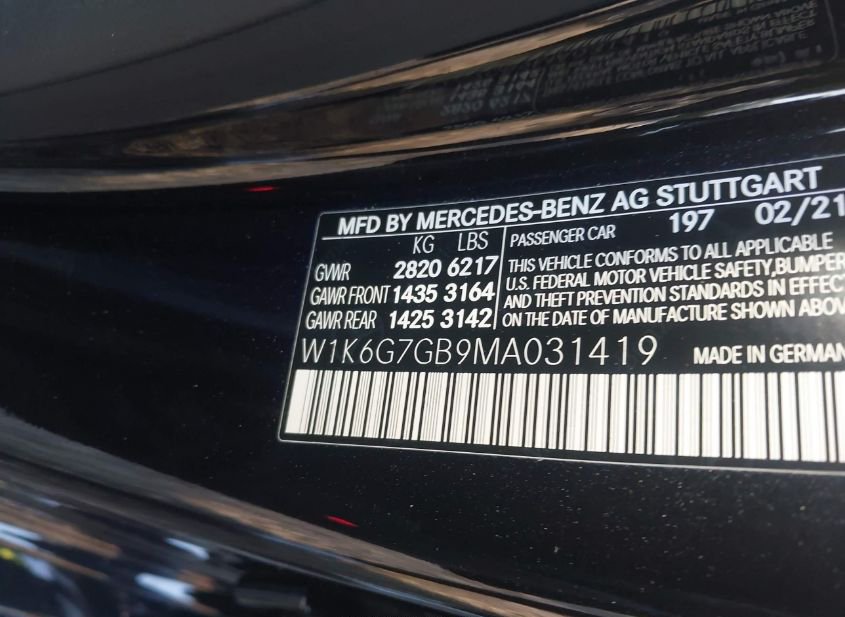 MFD BY MERCEDES-BENZ AG STUTTGART
KG LBS
PASSENGER CAR 197 02/21
GVWR 2820 6217
GAWR FRONT 1435 3164
GAWR REAR 1425 3142
THIS VEHICLE CONFORMS TO ALL APPLICABLE
U.S. FEDERAL MOTOR VEHICLE SAFETY, BUMPER
AND THEFT PREVENTION STANDARDS IN EFFECT
ON THE DATE OF MANUFACTURE SHOWN ABOVE
W1K6G7GB9MA031419
MADE IN GERMAN